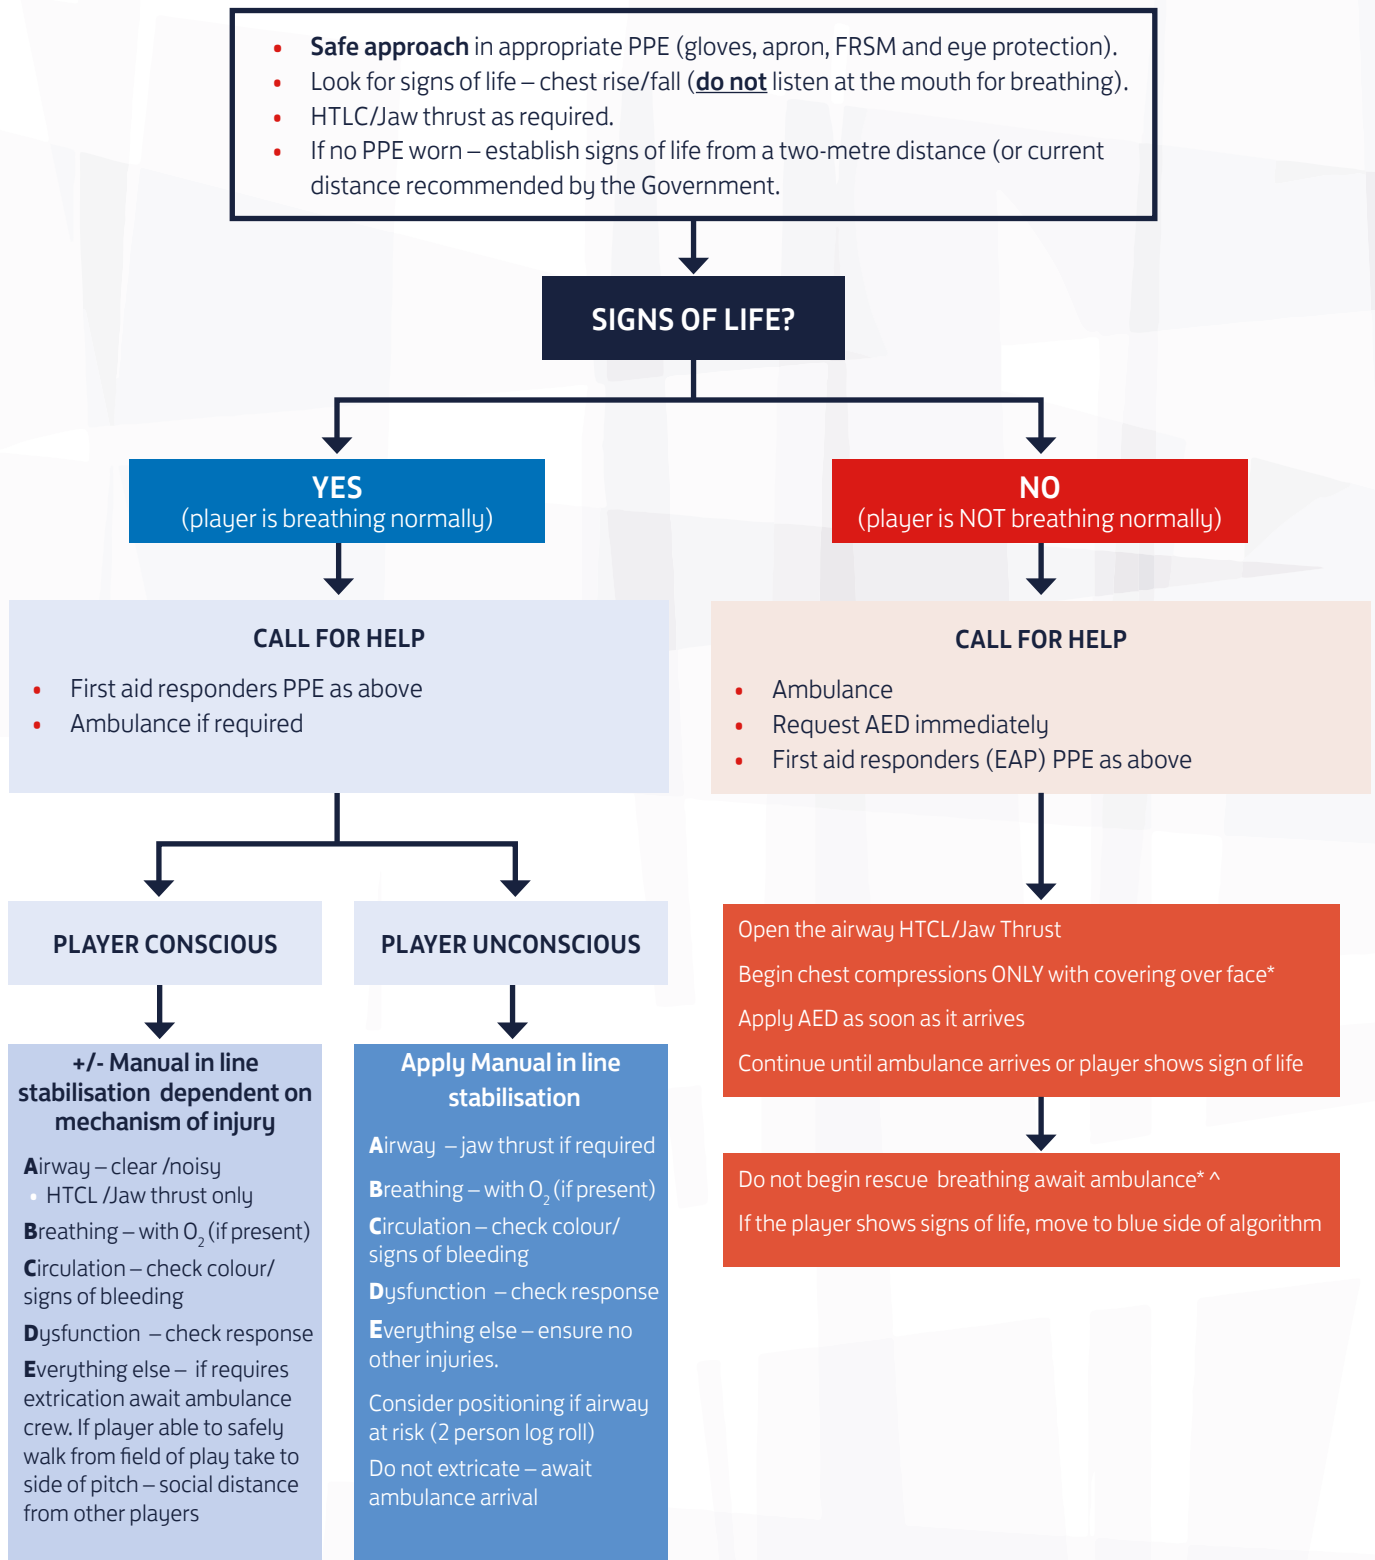 • Safe approach in appropriate PPE (gloves, apron, FRSM and eye protection).
• Look for signs of life – chest rise/fall (do not listen at the mouth for breathing).
• HTLC/Jaw thrust as required.
• If no PPE worn – establish signs of life from a two-metre distance (or current
distance recommended by the Government.
SIGNS OF LIFE?
YES
(player is breathing normally)
CALL FOR HELP
• First aid responders PPE as above
• Ambulance if required
PLAYER CONSCIOUS
+/- Manual in line
stabilisation dependent on
mechanism of injury
Airway – clear /noisy
• HTCL /Jaw thrust only
Breathing – with O2 (if present)
Circulation – check colour/
signs of bleeding
Dysfunction – check response
Everything else – if requires
extrication await ambulance
crew. If player able to safely
walk from field of play take to
side of pitch – social distance
from other players
PLAYER UNCONSCIOUS
Apply Manual in line
stabilisation
Airway – jaw thrust if required
Breathing – with O2 (if present)
Circulation – check colour/
signs of bleeding
Dysfunction – check response
Everything else – ensure no
other injuries.
Consider positioning if airway
at risk (2 person log roll)
Do not extricate – await
ambulance arrival
NO
(player is NOT breathing normally)
CALL FOR HELP
• Ambulance
• Request AED immediately
• First aid responders (EAP) PPE as above
Open the airway HTCL/Jaw Thrust
Begin chest compressions ONLY with covering over face*
Apply AED as soon as it arrives
Continue until ambulance arrives or player shows sign of life
Do not begin rescue breathing await ambulance* ^
If the player shows signs of life, move to blue side of algorithm